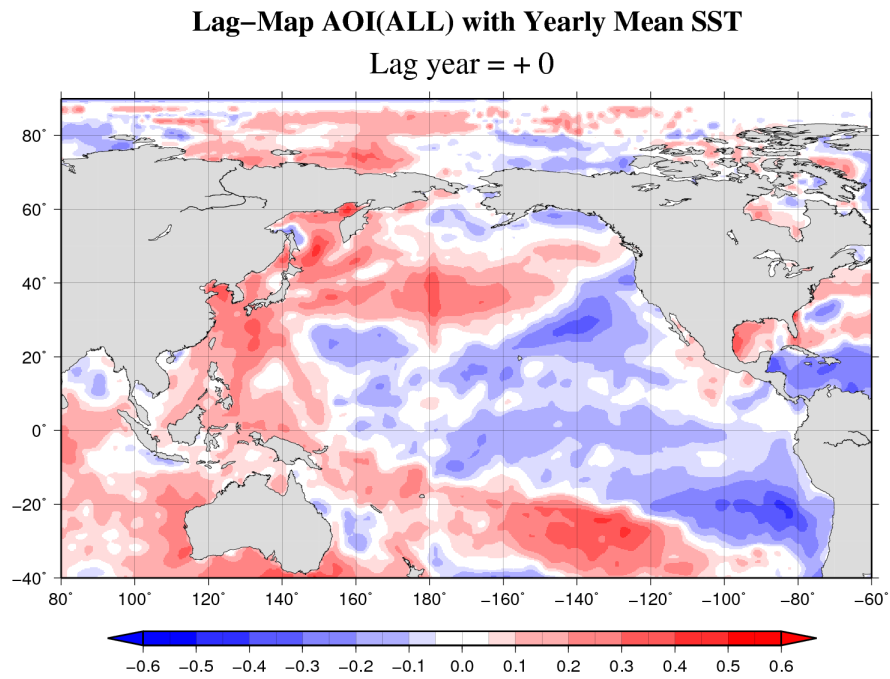 Lag−Map AOI(ALL) with Yearly Mean SST
Lag year = + 0
80˚
60˚
40˚
20˚
0˚
−20˚
−40˚
80 100 120 140 160 180 −160˚ −140˚ −120˚ −100˚ −80˚ −60˚
−0.6 −0.5 −0.4 −0.3 −0.2 −0.1 0.0 0.1 0.2 0.3 0.4 0.5 0.6